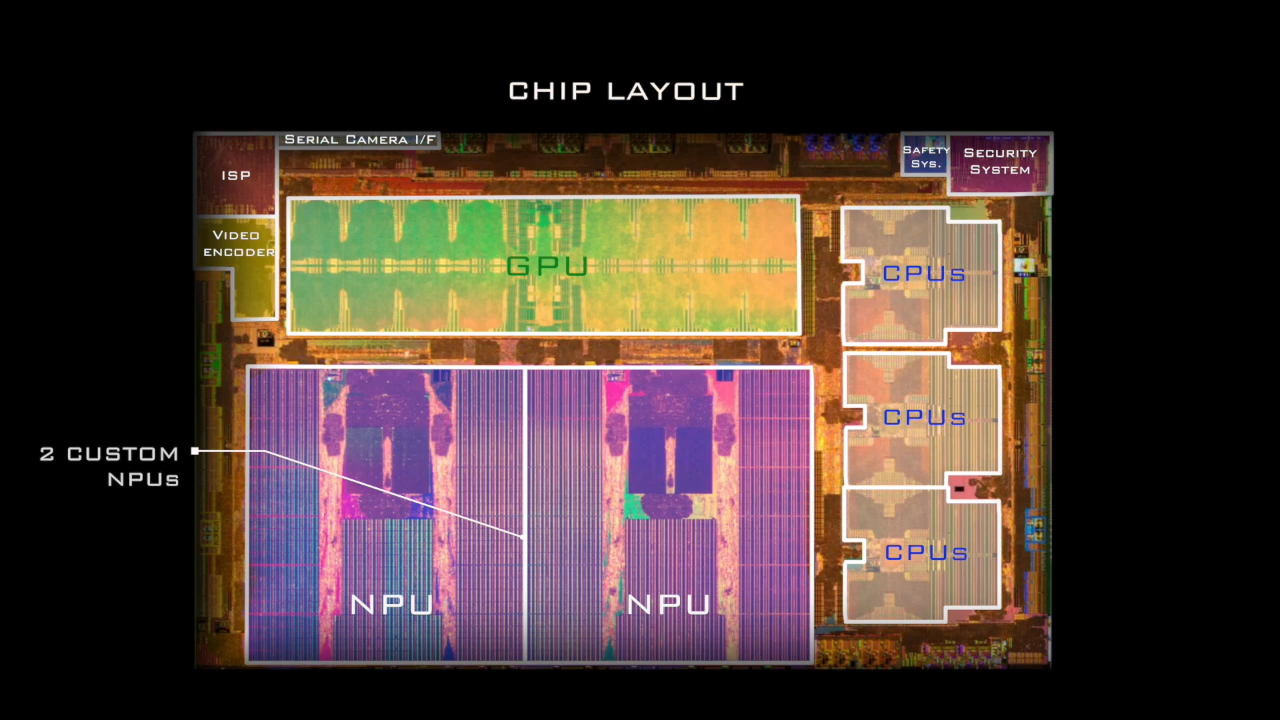 CHIP LAYOUT
SERIAL CAMERA I/F
ISP
SAFETY
SYS.
SECURITY
SYSTEM
VIDEO
ENCODER
GPU
CPUs
CPUs
2 CUSTOM
NPUs
CPUs
NPU
NPU